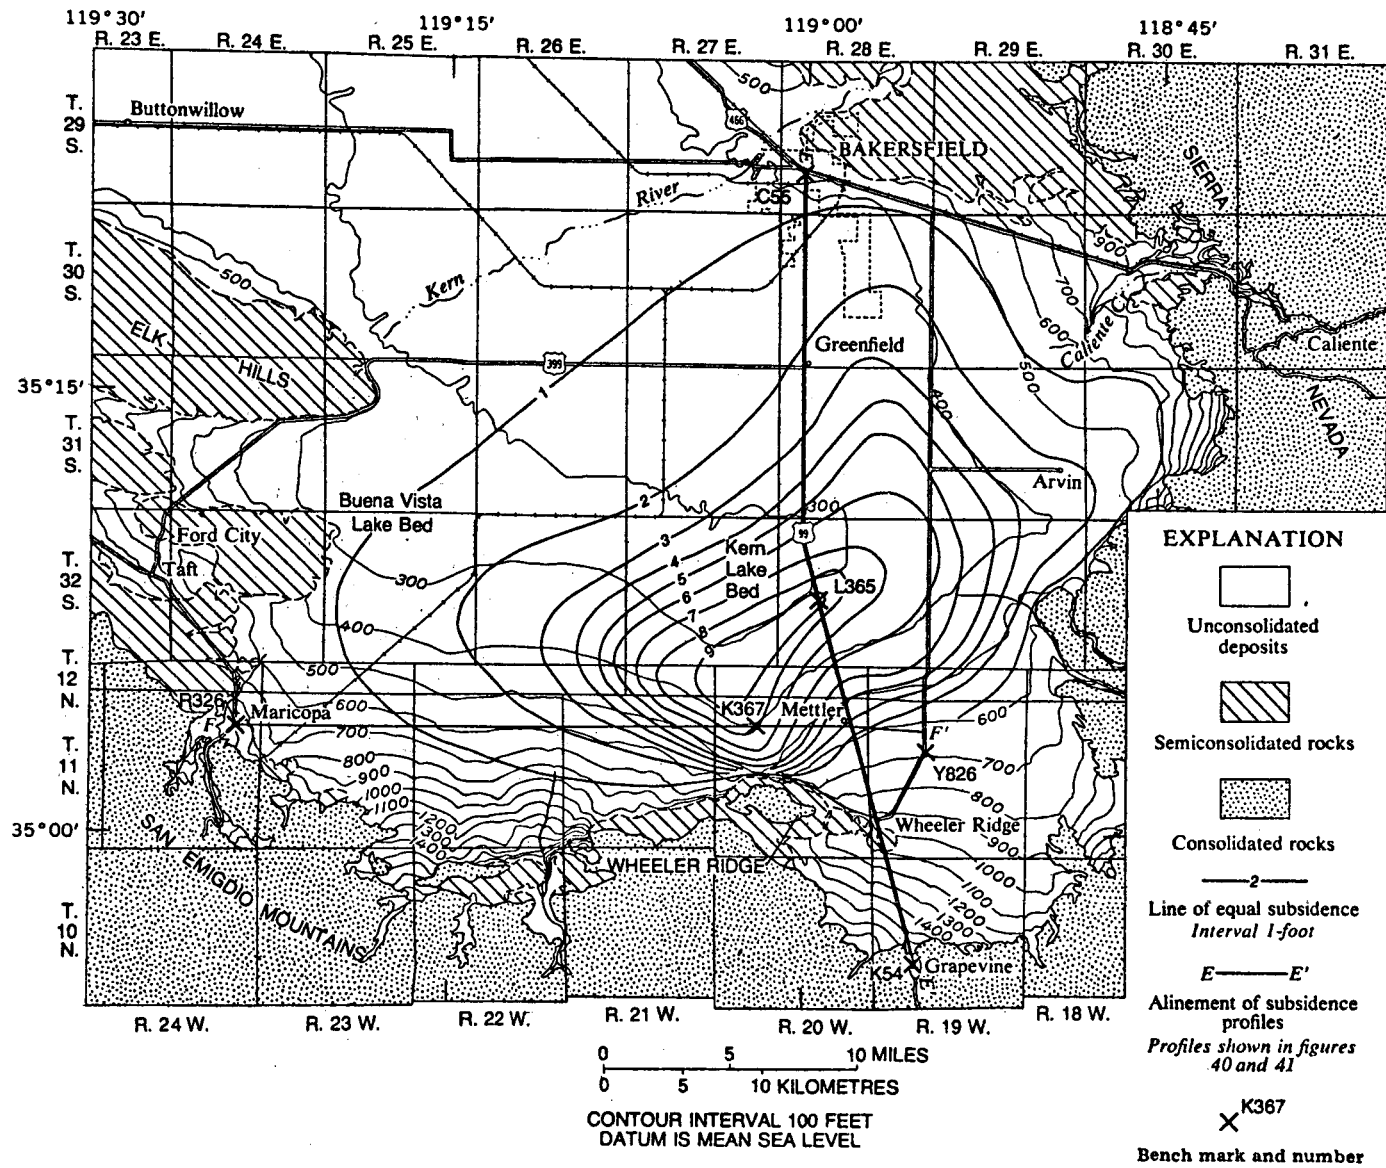 119°30′ 119°15′ 119°00′ 118°45′
R. 23 E. R. 24 E. R. 25 E. R. 26 E. R. 27 E. R. 28 E. R. 29 E. R. 30 E. R. 31 E.
T. 29 S.
Buttonwillow
500
466
BAKERSFIELD
SIERRA
River
C55
E
900
T. 30 S.
500
Kern
700
600
Caliente C
Greenfield
Caliente
ELK
HILLS
399
1
500
400
35°15′
NEVADA
T. 31 S.
Arvin
2
Buena Vista
Lake Bed
300
3
99
Ford City
Taft
4
Kern
Lake
Bed
5
6
7
8
9
L365
T. 32 S.
300
400
T. 12 N.
500
R326
F
Maricopa
600
700
K367
Mettler
600
F'
T. 11 N.
800
900
1000
1100
700
Y826
800
35°00′
1200
1300
1400
Wheeler Ridge
900
WHEELER RIDGE
1000
SAN EMIGDIO MOUNTAINS
1100
1200
1300
1400
T. 10 N.
K54
Grapevine
E'
R. 24 W. R. 23 W. R. 22 W. R. 21 W. R. 20 W. R. 19 W. R. 18 W.
0 5 10 MILES
0 5 10 KILOMETRES
CONTOUR INTERVAL 100 FEET
DATUM IS MEAN SEA LEVEL
EXPLANATION
Unconsolidated
deposits
Semiconsolidated rocks
Consolidated rocks
2
Line of equal subsidence
Interval 1-foot
E E'
Alinement of subsidence
profiles
Profiles shown in figures
40 and 41
K367
Bench mark and number